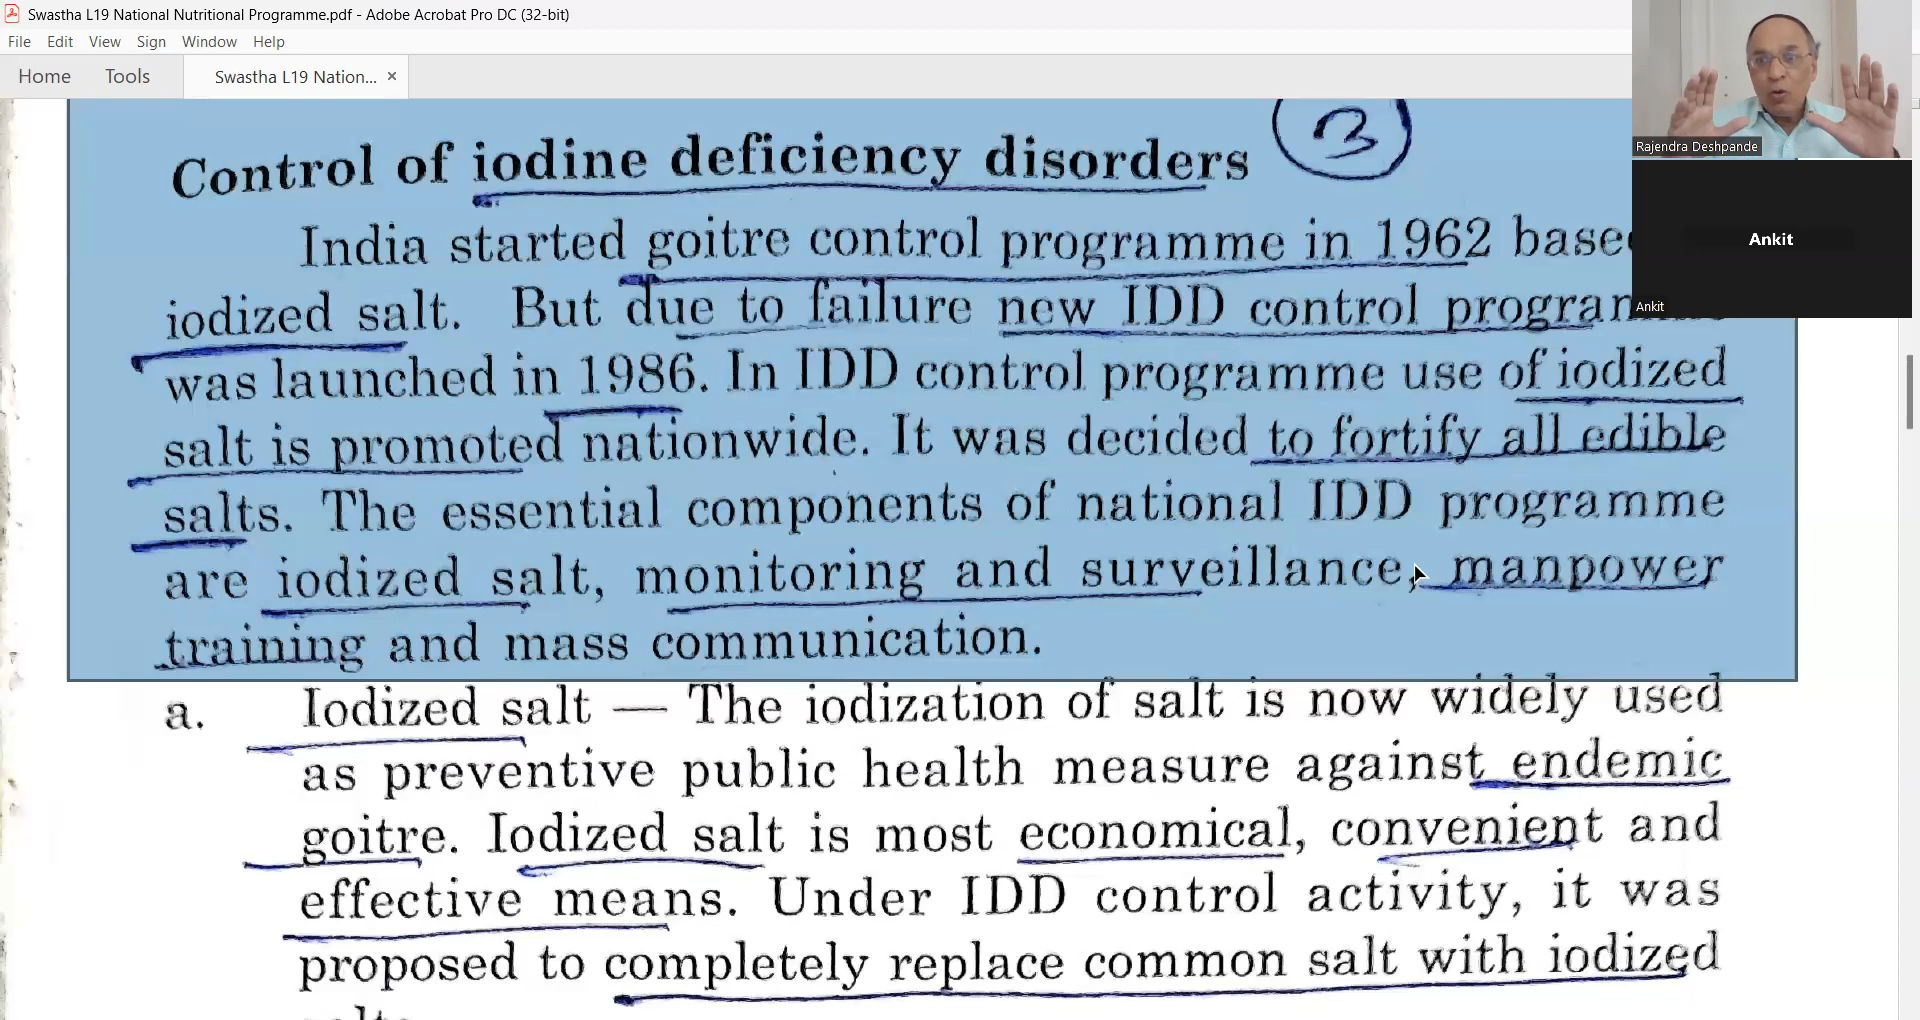 Swastha L19 National Nutritional Programme.pdf - Adobe Acrobat Pro DC (32-bit)
File Edit View Sign Window Help
Home Tools Swastha L19 Nation... ×
Rajendra Deshpande
Ankit
Ankit
Control of iodine deficiency disorders 3
India started goitre control programme in 1962
iodized salt. But due to failure new IDD control
was launched in 1986. In IDD control programme use of iodized
salt is promoted nationwide. It was decided to fortify all edible
salts. The essential components of national IDD programme
are iodized salt, monitoring and surveillance, manpower
training and mass communication.
a. Iodized salt — The iodization of salt is now widely used
as preventive public health measure against endemic
goitre. Iodized salt is most economical, convenient and
effective means. Under IDD control activity, it was
proposed to completely replace common salt with iodized